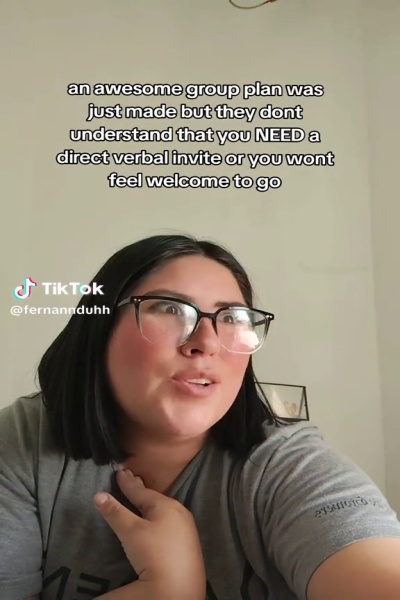 an awesome group plan was
just made but they dont
understand that you NEED a
direct verbal invite or you wont
feel welcome to go
TikTok
@fernannduhh